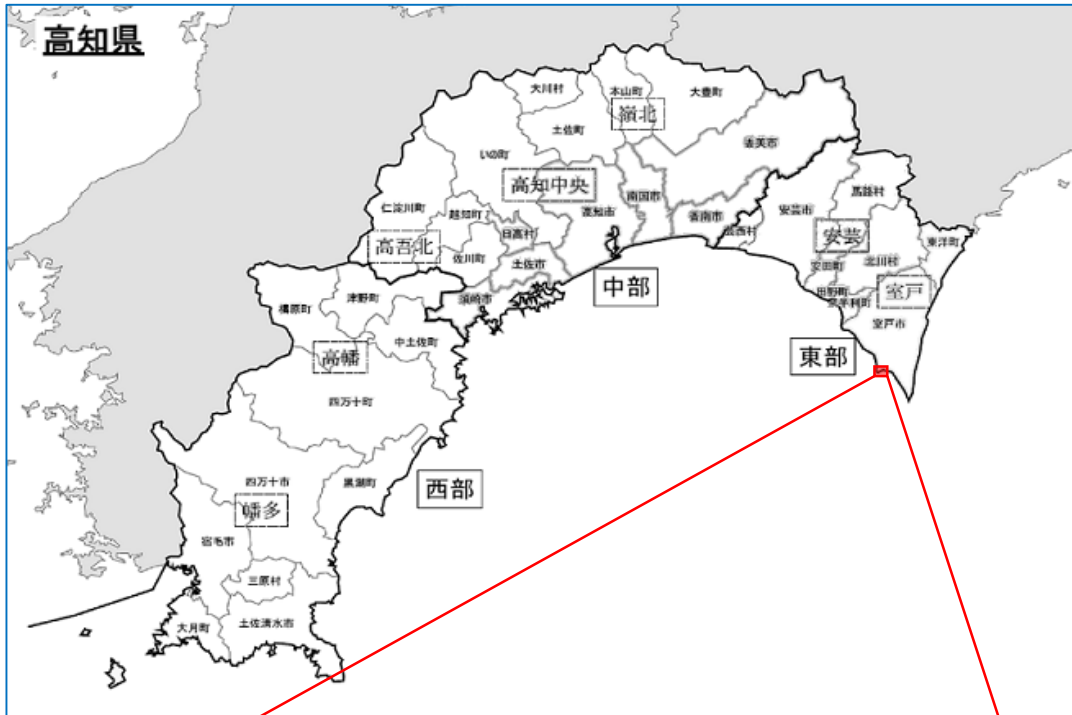 高知県
大川村
本山町
大豊町
嶺北
土佐町
香美市
いの町
高知中央
南国市
馬路村
仁淀川町
越知町
高知市
香南市
安芸市
日高村
芸西村
安芸
東洋町
高吾北
佐川町
土佐市
安田町
北川村
中部
田野町
室戸
津野町
須崎市
奈半利町
梼原町
室戸市
中土佐町
東部
高幡
四万十町
四万十市
黒潮町
西部
幡多
宿毛市
三原村
大月町
土佐清水市